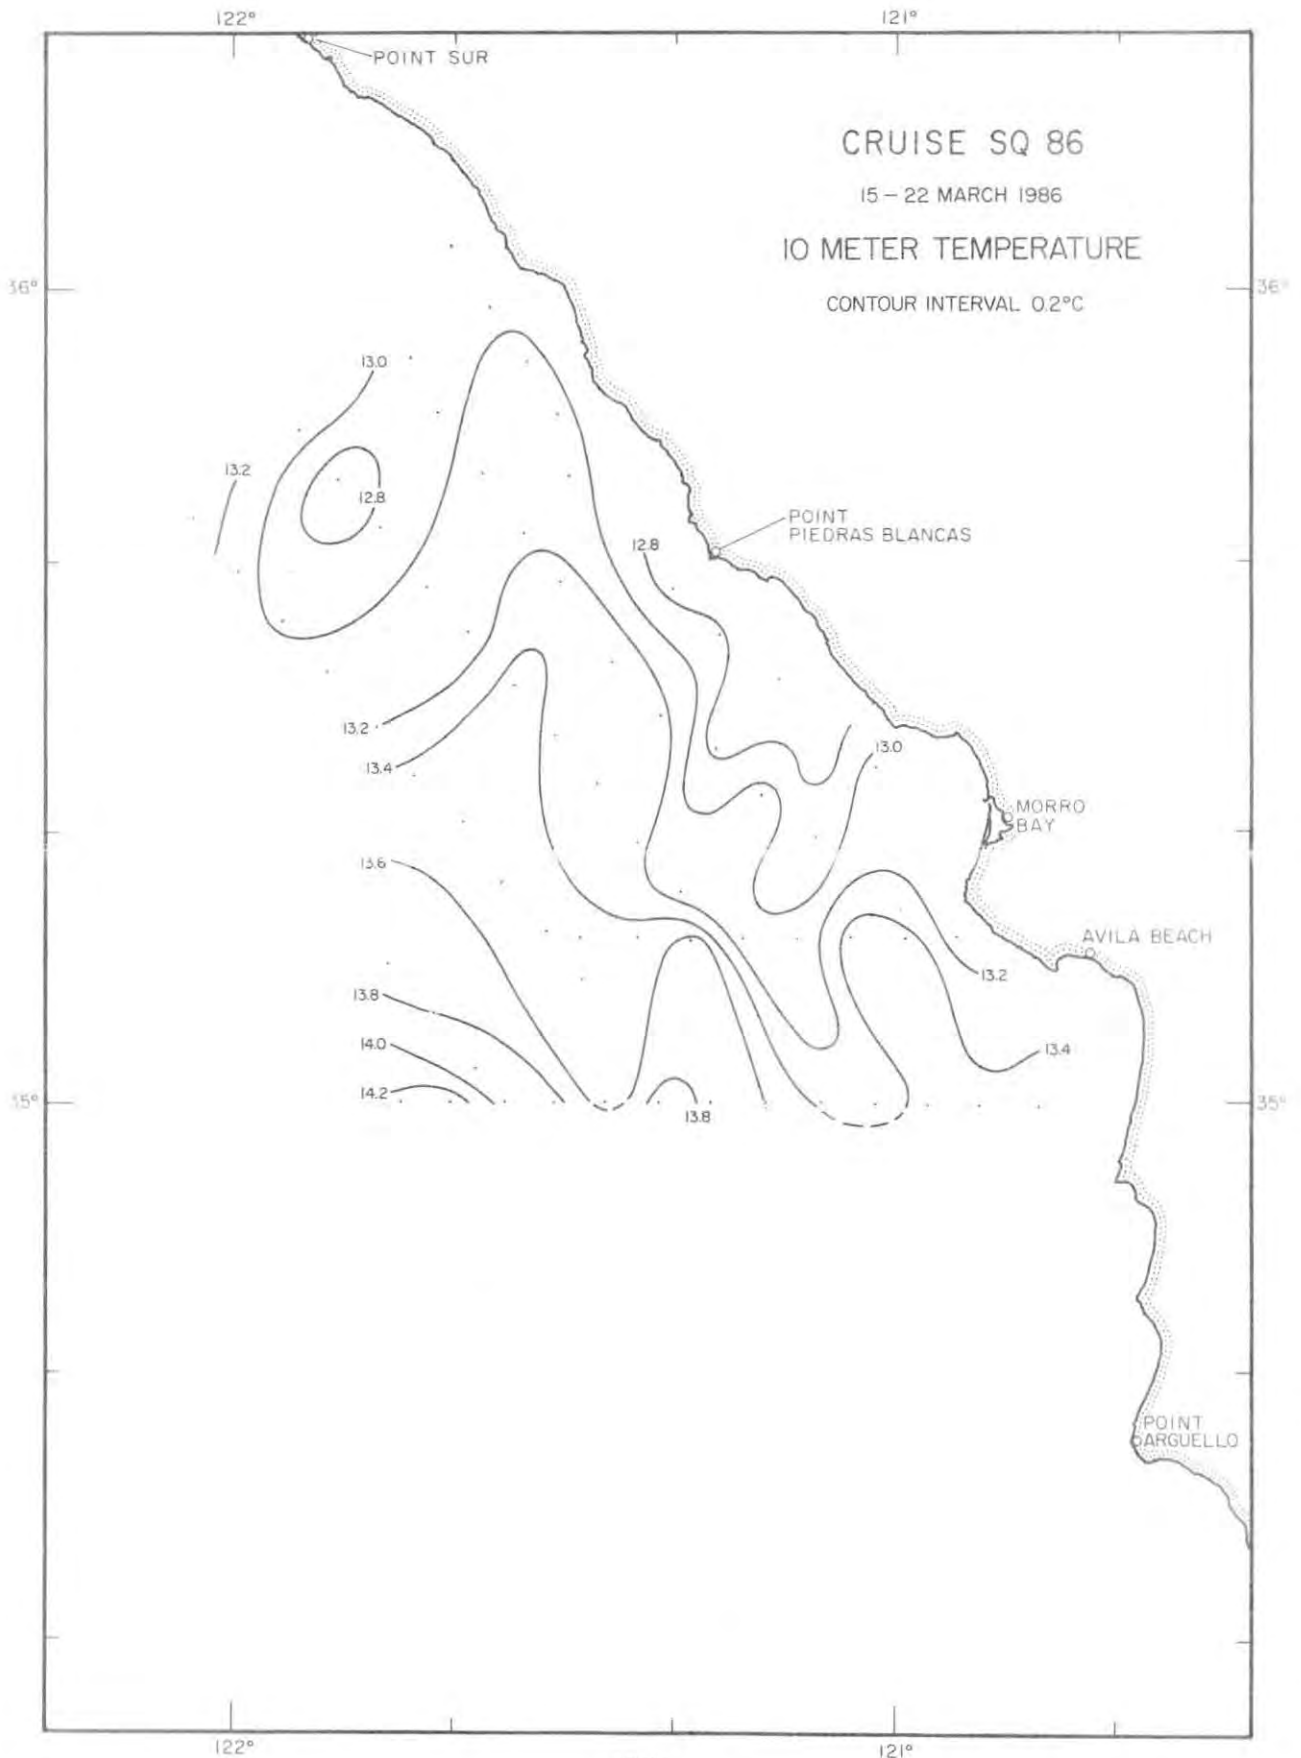 122°
121°
POINT SUR
CRUISE SQ 86
15 – 22 MARCH 1986
10 METER TEMPERATURE
36°
36°
CONTOUR INTERVAL 0.2°C
13.0
13.2
12.8
POINT
PIEDRAS BLANCAS
12.8
13.2
13.0
13.4
MORRO
BAY
13.6
AVILA BEACH
13.2
13.8
14.0
13.4
14.2
35°
35°
13.8
POINT
ARGUELLO
122°
121°